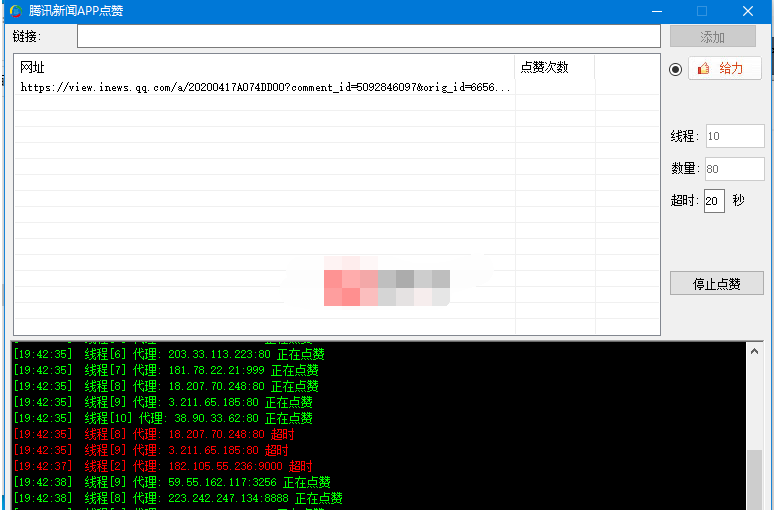 腾讯新闻APP点赞
链接:
添加
网址 点赞次数
https://view.inews.qq.com/a/20200417A074DD00?comment_id=5092846097&orig_id=6656...
给力
线程: 10
数量: 80
超时: 20 秒
停止点赞
[19:42:35] 线程[6] 代理: 203.33.113.223:80 正在点赞
[19:42:35] 线程[7] 代理: 181.78.22.21:999 正在点赞
[19:42:35] 线程[8] 代理: 18.207.70.248:80 正在点赞
[19:42:35] 线程[9] 代理: 3.211.65.185:80 正在点赞
[19:42:35] 线程[10] 代理: 38.90.33.62:80 正在点赞
[19:42:35] 线程[8] 代理: 18.207.70.248:80 超时
[19:42:35] 线程[9] 代理: 3.211.65.185:80 超时
[19:42:37] 线程[2] 代理: 182.105.55.236:9000 超时
[19:42:38] 线程[9] 代理: 59.55.162.117:3256 正在点赞
[19:42:38] 线程[8] 代理: 223.242.247.134:8888 正在点赞